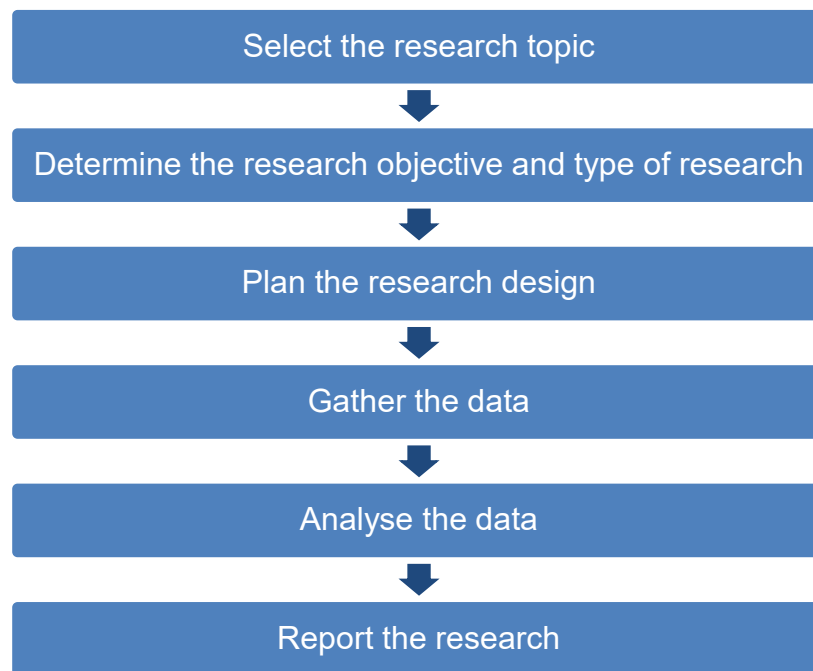 Select the research topic
Determine the research objective and type of research
Plan the research design
Gather the data
Analyse the data
Report the research